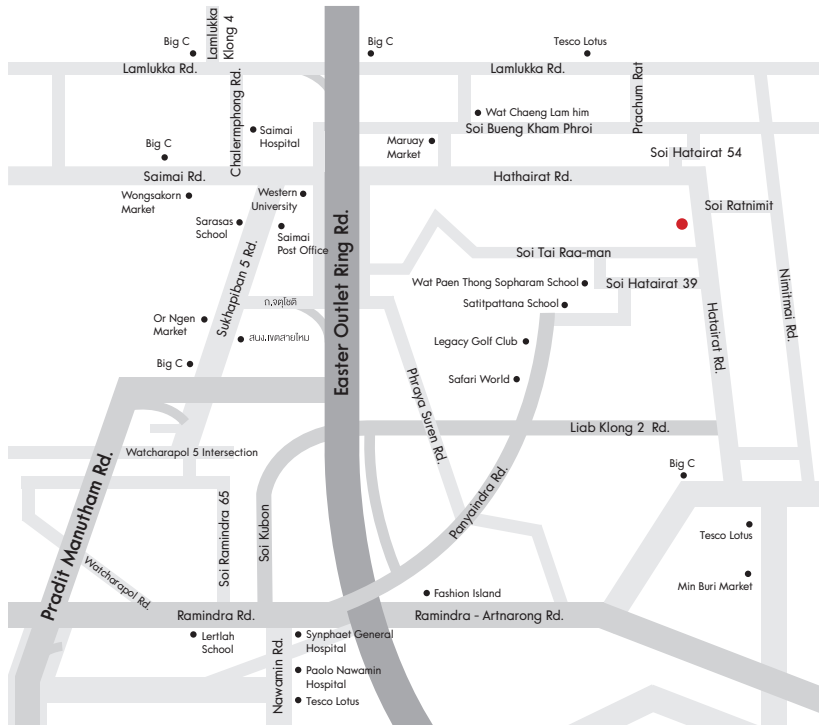 Big C
Lamlukka
Klong 4
Big C
Tesco Lotus
Lamlukka Rd.
Lamlukka Rd.
Chalermphong Rd.
Prachum Rat
Wat Chaeng Lam him
Soi Bueng Kham Phroi
Saimai
Hospital
Maruay
Market
Big C
Soi Hatairat 54
Saimai Rd.
Hathairat Rd.
Wongsakorn
Market
Western
University
Soi Ratnimit
Sarasas
School
Saimai
Post Office
Easter Outlet Ring Rd.
Soi Tai Raa-man
Sukhapiban 5 Rd.
Wat Paen Thong Sopharam School
Soi Hatairat 39
Nimitmai Rd.
ถ.จตุโชติ
Satitpattana School
Hatairat Rd.
Or Ngen
Market
สนง.เขตสายไหม
Legacy Golf Club
Big C
Safari World
Phraya Suren Rd.
Liab Klong 2 Rd.
Watcharapol 5 Intersection
Big C
Pradit Manutham Rd.
Panyaindra Rd.
Soi Ramindra 65
Soi Kubon
Tesco Lotus
Watcharapol Rd.
Min Buri Market
Fashion Island
Ramindra Rd.
Ramindra - Artnarong Rd.
Lertlah
School
Synphaet General
Hospital
Nawamin Rd.
Paolo Nawamin
Hospital
Tesco Lotus